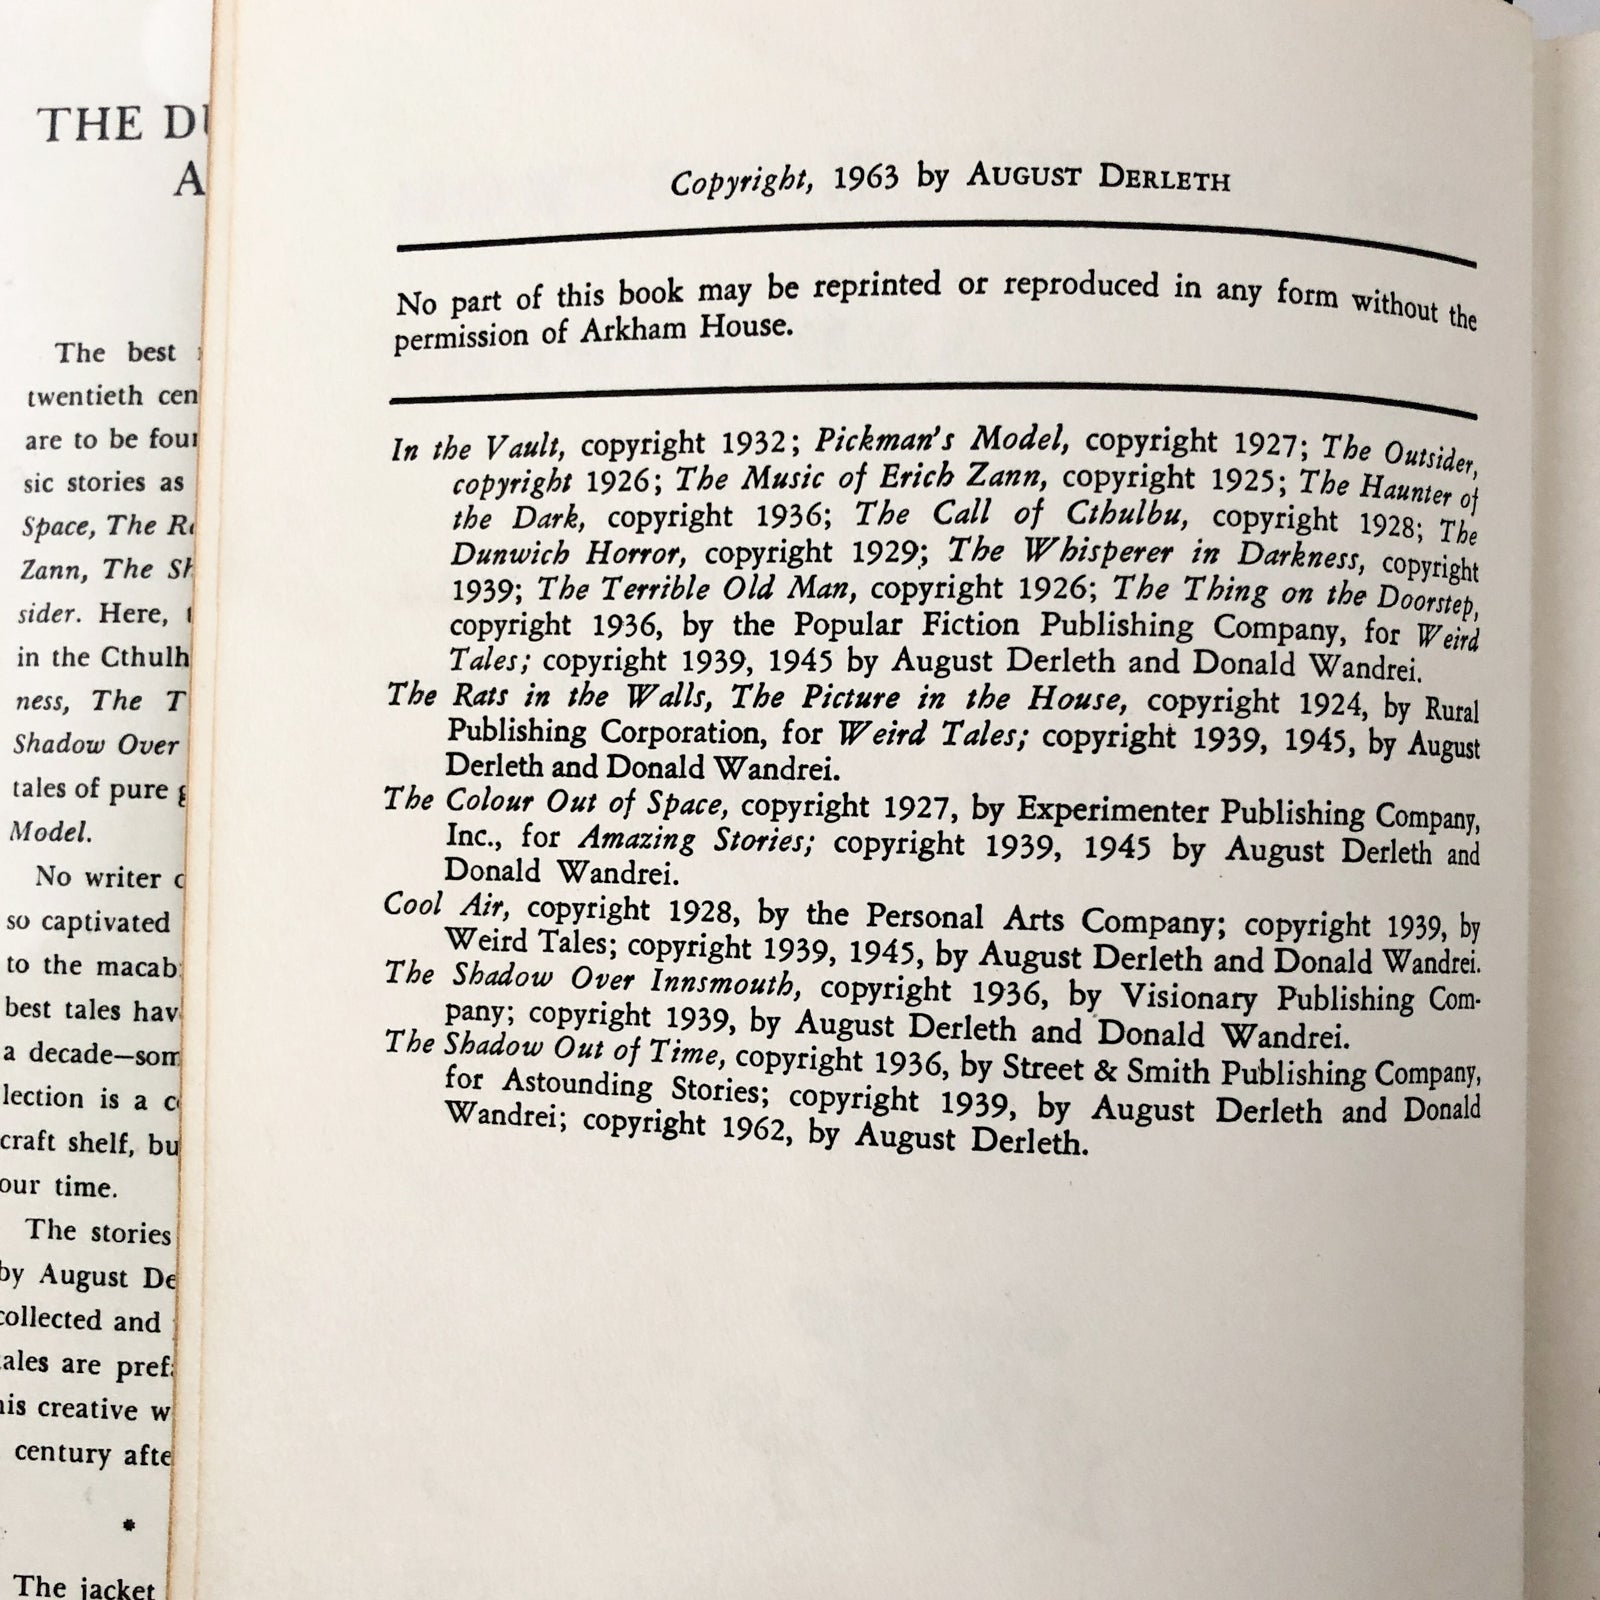 THE
A
The best
twentieth
are to be
sic stories as
Space, The
Zann, The
sider. Here,
in the
ness, The
Shadow Over
tales of pure
Model.
No writer
so captivated
to the
best tales
a
lection is a
craft shelf,
our time.
The stories
by August
collected and
are
creative
century
*
The jacket
Copyright, 1963 by AUGUST DERLETH
No part of this book may be reprinted or reproduced in any form without the
permission of Arkham House.
In the Vault, copyright 1932; Pickman's Model, copyright 1927; The Outsider,
copyright 1926; The Music of Erich Zann, copyright 1925; The Haunter of
the Dark, copyright 1936; The Call of Cthulhu, copyright 1928; The
Dunwich Horror, copyright 1929; The Whisperer in Darkness, copyright
1939; The Terrible Old Man, copyright 1926; The Thing on the Doorstep,
copyright 1936, by the Popular Fiction Publishing Company, for Weird
Tales; copyright 1939, 1945 by August Derleth and Donald Wandrei.
The Rats in the Walls, The Picture in the House, copyright 1924, by Rural
Publishing Corporation, for Weird Tales; copyright 1939, 1945, by August
Derleth and Donald Wandrei.
The Colour Out of Space, copyright 1927, by Experimenter Publishing Company,
Inc., for Amazing Stories; copyright 1939, 1945 by August Derleth and
Donald Wandrei.
Cool Air, copyright 1928, by the Personal Arts Company; copyright 1939, by
Weird Tales; copyright 1939, 1945, by August Derleth and Donald Wandrei.
The Shadow Over Innsmouth, copyright 1936, by Visionary Publishing Com-
pany; copyright 1939, by August Derleth and Donald Wandrei.
The Shadow Out of Time, copyright 1936, by Street & Smith Publishing Company,
for Astounding Stories; copyright 1939, by August Derleth and Donald
Wandrei; copyright 1962, by August Derleth.